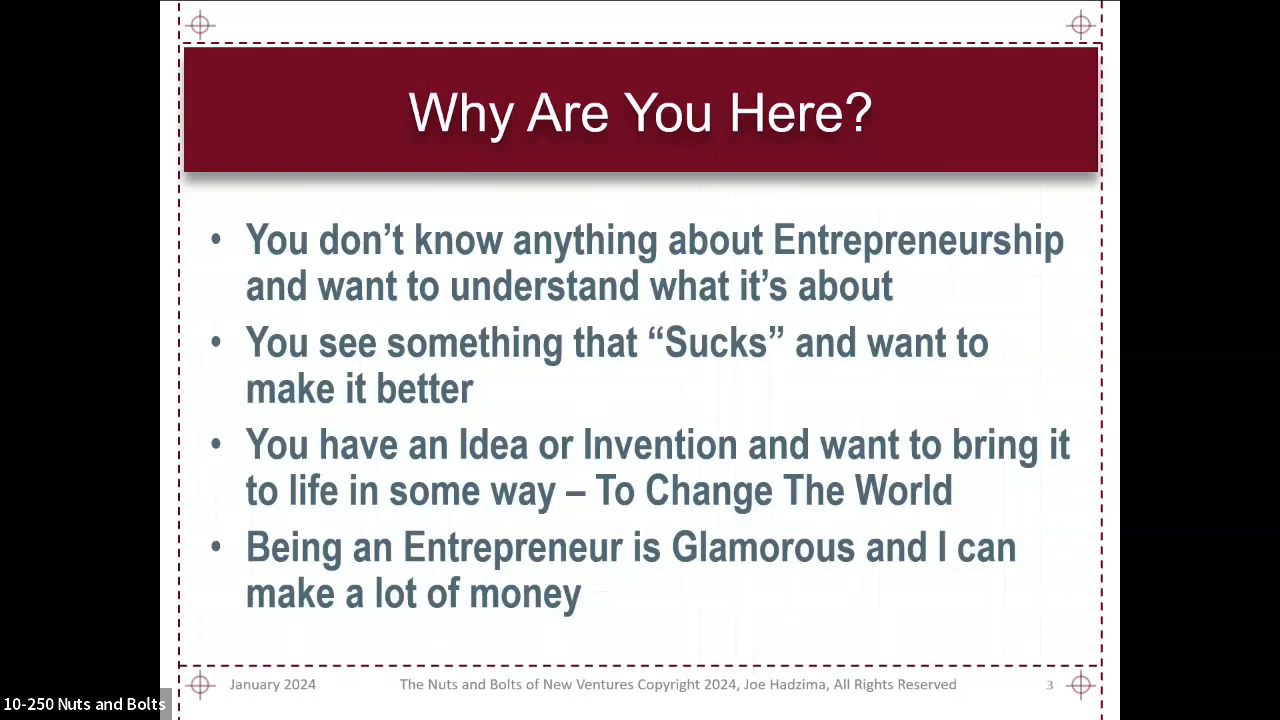 Why Are You Here?
• You don’t know anything about Entrepreneurship
and want to understand what it’s about
• You see something that “Sucks” and want to
make it better
• You have an Idea or Invention and want to bring it
to life in some way – To Change The World
• Being an Entrepreneur is Glamorous and I can
make a lot of money
January 2024 The Nuts and Bolts of New Ventures Copyright 2024, Joe Hadzima, All Rights Reserved 3
10-250 Nuts and Bolts